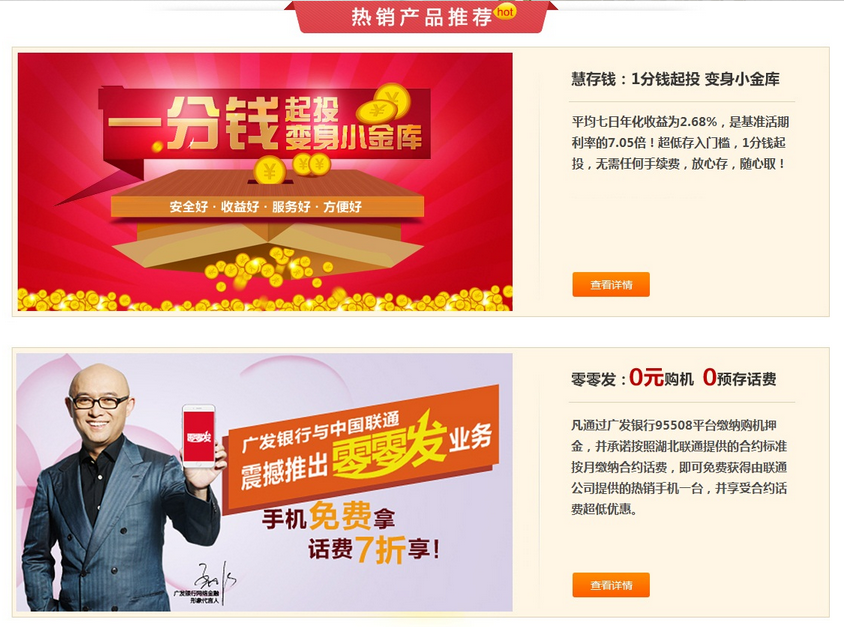 热销产品推荐
hot
一分钱起投
变身小金库
安全好·收益好·服务好·方便好
慧存钱：1分钱起投 变身小金库
平均七日年化收益为2.68%，是基准活期
利率的7.05倍！超低存入门槛，1分钱起
投，无需任何手续费，放心存，随心取！
查看详情
零零发
广发银行与中国联通
震撼推出零零发业务
手机免费拿
话费7折享！
广发银行网络金融
形象代言人
零零发：0元购机 0预存话费
凡通过广发银行95508平台缴纳购机押
金，并承诺按照湖北联通提供的合约标准
按月缴纳合约话费，即可免费获得由联通
公司提供的热销手机一台，并享受合约话
费超低优惠。
查看详情